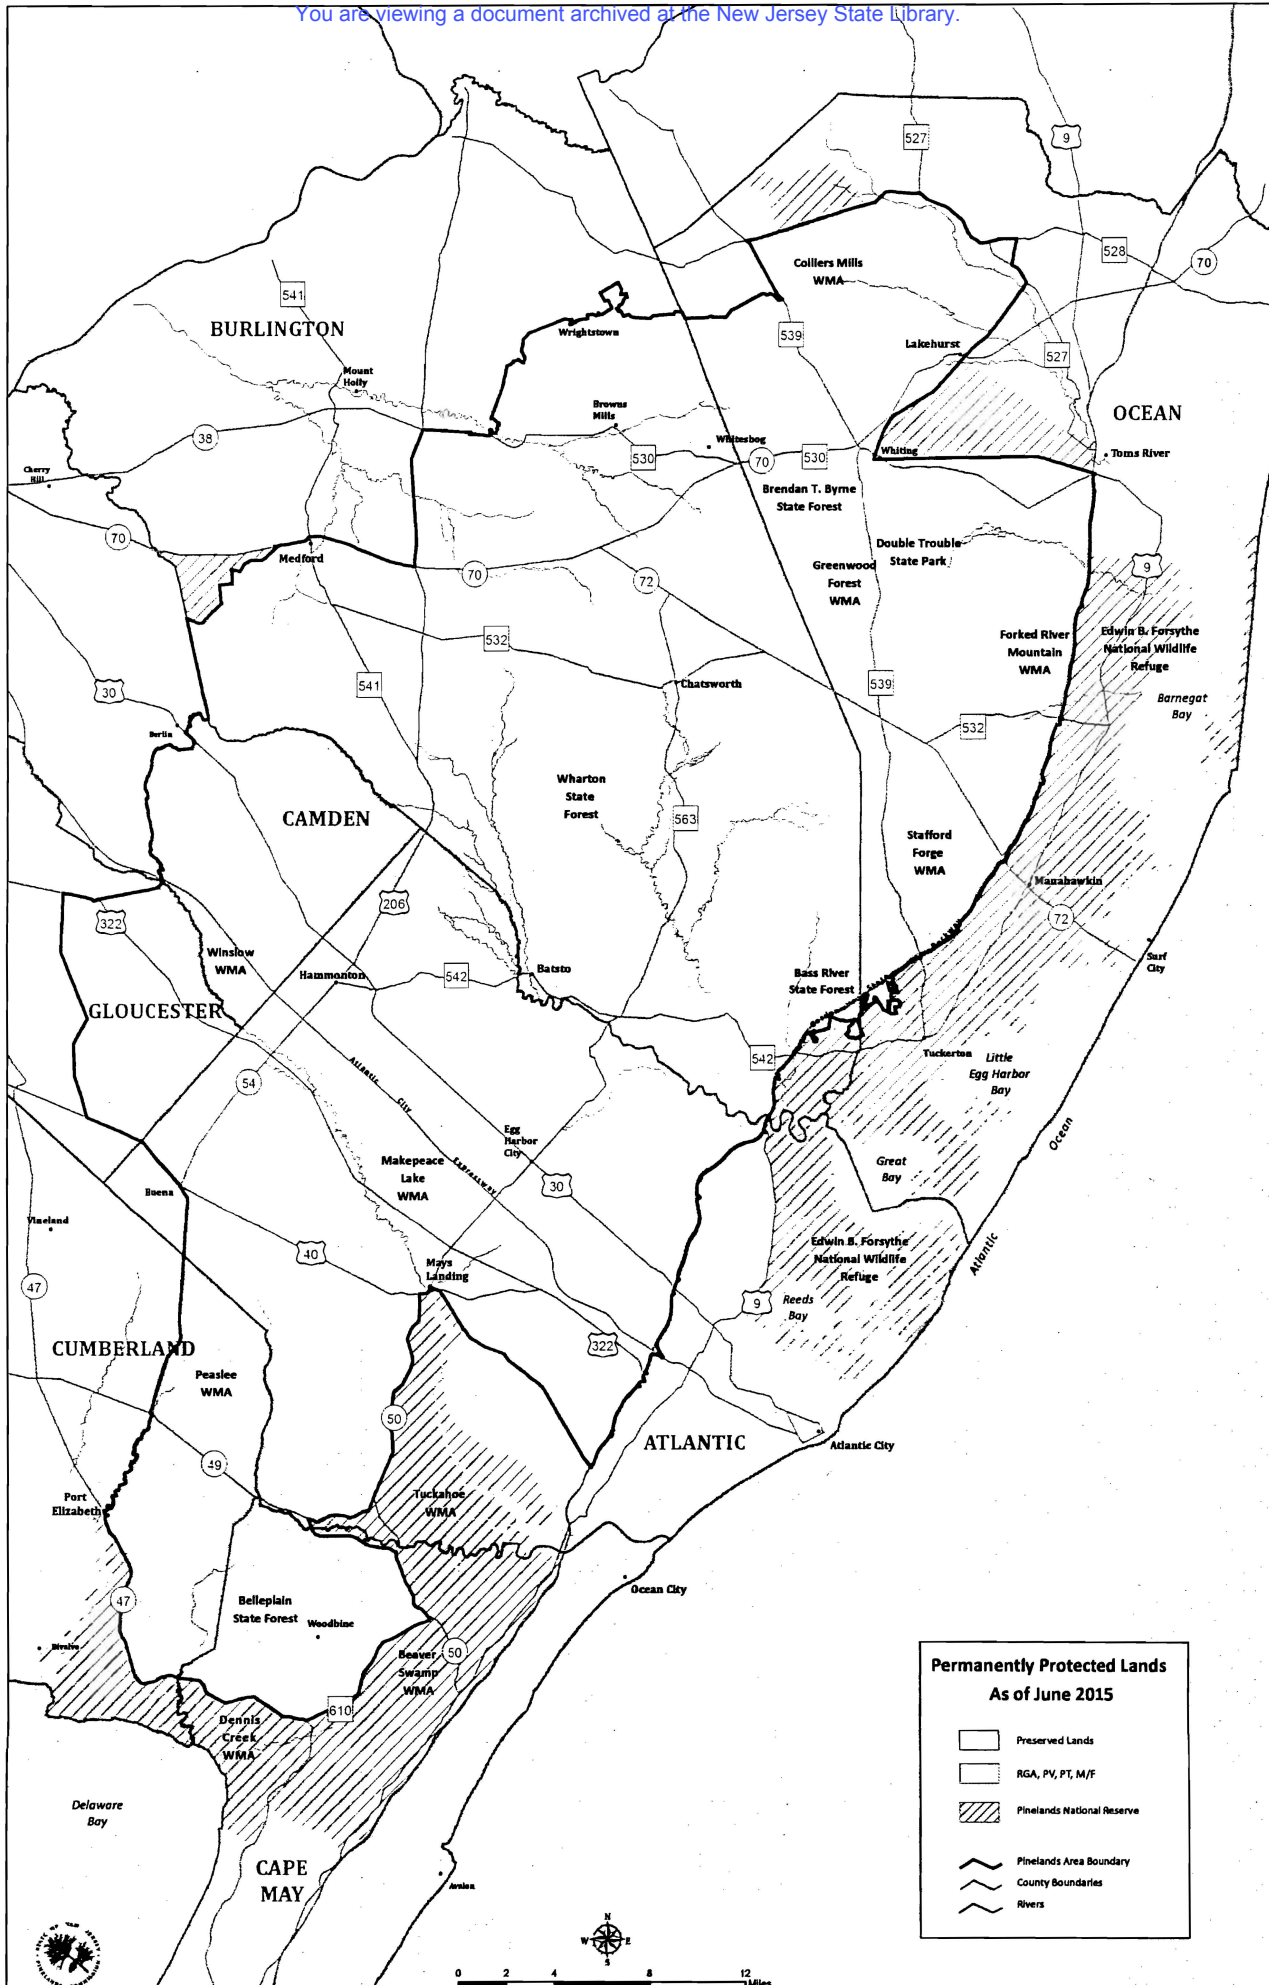 You are viewing a document archived at the New Jersey State Library.
527
9
528
70
Colliers Mills
WMA
541
BURLINGTON
Wrightstown
539
Lakehurst
527
Mount
Holly
Browns
Mills
OCEAN
38
Whitesbog
Cherry
Hill
530
70
530
Whiting
Toms River
Brendan T. Byrne
State Forest
70
Medford
70
72
Double Trouble
State Park
Greenwood
Forest
WMA
9
532
Forked River
Mountain
WMA
Edwin B. Forsythe
National Wildlife
Refuge
30
541
Chatsworth
539
Barnegat
Bay
532
Berlin
Wharton
State
Forest
CAMDEN
563
Stafford
Forge
WMA
Manahawkin
322
206
72
Winslow
WMA
Hammonton
542
Batsto
Bass River
State Forest
Surf
City
GLOUCESTER
542
Tuckerton
Little
Egg Harbor
Bay
54
Atlantic
City
Expressway
Egg
Harbor
City
Ocean
Makepeace
Lake
WMA
30
Great
Bay
Buena
Vineland
40
Edwin B. Forsythe
National Wildlife
Refuge
Atlantic
Mays
Landing
47
9
Reeds
Bay
322
CUMBERLAND
Peaslee
WMA
50
ATLANTIC
Atlantic City
49
Port
Elizabeth
Tuckahoe
WMA
Ocean City
47
Belleplain
State Forest
Woodbine
Bivalve
Beaver
Swamp
WMA
50
610
Dennis
Creek
WMA
Delaware
Bay
CAPE
MAY
Avalon
Permanently Protected Lands
As of June 2015
Preserved Lands
RGA, PV, PT, M/F
Pinelands National Reserve
Pinelands Area Boundary
County Boundaries
Rivers
N
W
E
S
0 2 4 8 12
Miles